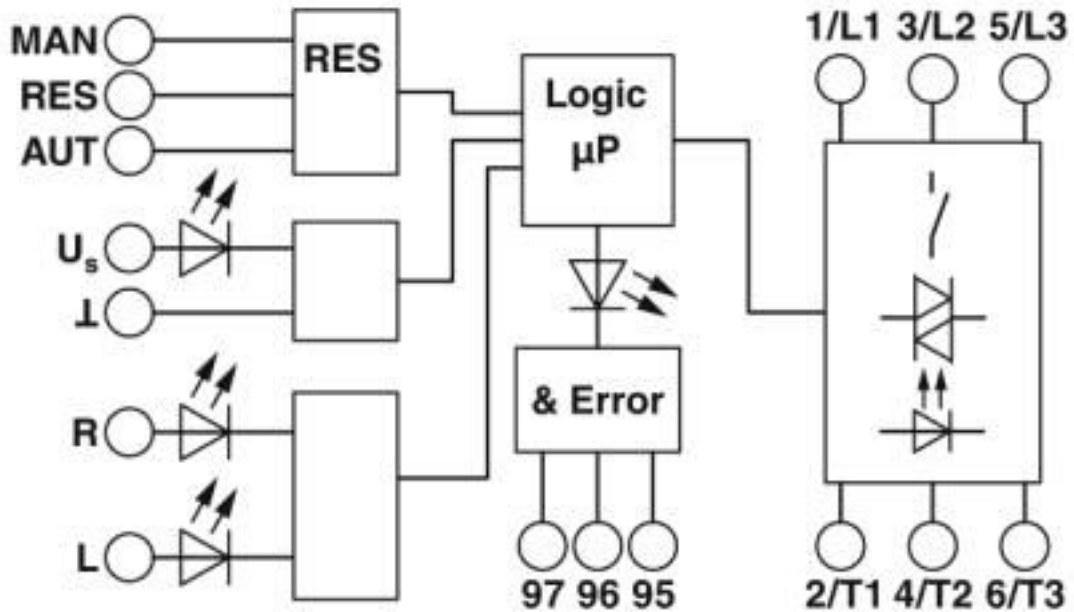 MAN
RES
AUT
RES
Logic
µP
1/L1 3/L2 5/L3
Us
⊥
R
L
& Error
97 96 95
2/T1 4/T2 6/T3